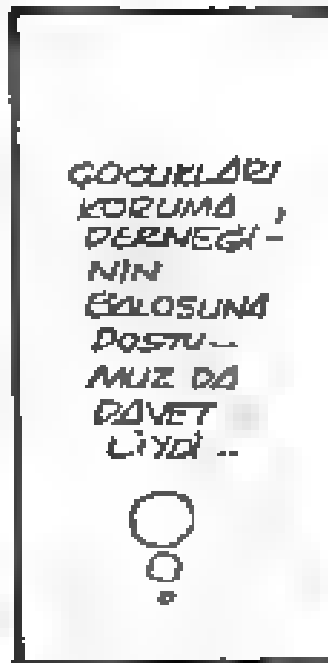 ÇOCUKLARI
KORUMA
DERNEĞİ'-
NİN
BALOSUNA
DOSTU-
MUZ DA
DAVET
LİYDİ..